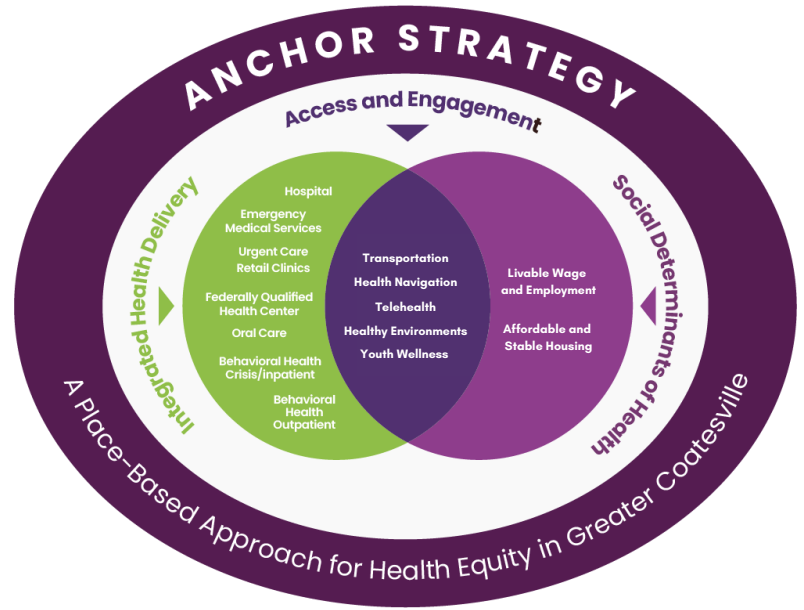 ANCHOR STRATEGY
Access and Engagement
Integrated Health Delivery
Hospital
Emergency
Medical Services
Urgent Care
Retail Clinics
Federally Qualified
Health Center
Oral Care
Behavioral Health
Crisis/inpatient
Behavioral
Health
Outpatient
Transportation
Health Navigation
Telehealth
Healthy Environments
Youth Wellness
Livable Wage
and Employment
Affordable and
Stable Housing
Social Determinants of Health
A Place-Based Approach for Health Equity in Greater Coatesville